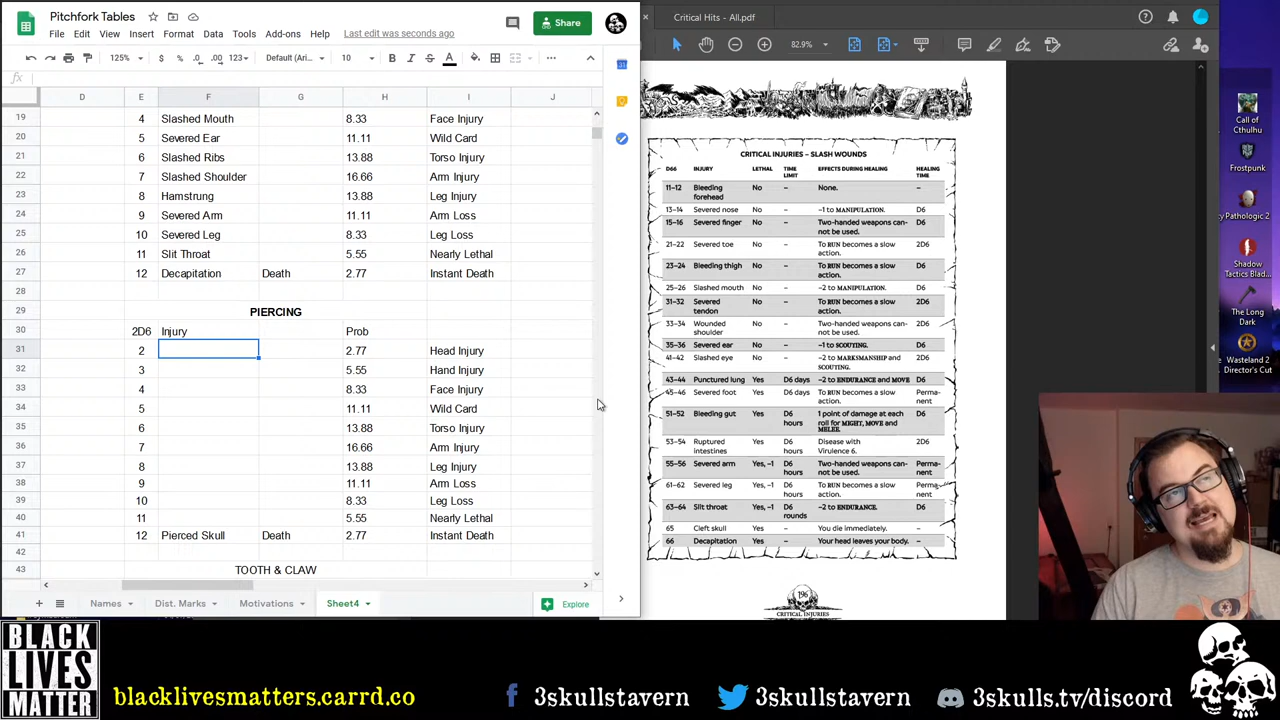 Pitchfork Tables
File Edit View Insert Format Data Tools Add-ons Help Last edit was seconds ago
Share
125% $ % .0 .00 123 Default (Ari... 10 B I S A
fx
D E F G H I J
19 4 Slashed Mouth 8.33 Face Injury
20 5 Severed Ear 11.11 Wild Card
21 6 Slashed Ribs 13.88 Torso Injury
22 7 Slashed Shoulder 16.66 Arm Injury
23 8 Hamstrung 13.88 Leg Injury
24 9 Severed Arm 11.11 Arm Loss
25 10 Severed Leg 8.33 Leg Loss
26 11 Slit Throat 5.55 Nearly Lethal
27 12 Decapitation Death 2.77 Instant Death
28
29 PIERCING
30 2D6 Injury Prob
31 2 2.77 Head Injury
32 3 5.55 Hand Injury
33 4 8.33 Face Injury
34 5 11.11 Wild Card
35 6 13.88 Torso Injury
36 7 16.66 Arm Injury
37 8 13.88 Leg Injury
38 9 11.11 Arm Loss
39 10 8.33 Leg Loss
40 11 5.55 Nearly Lethal
41 12 Pierced Skull Death 2.77 Instant Death
42
43 TOOTH & CLAW
Names Dist. Marks Motivations Sheet4 Explore
Critical Hits - All.pdf
82.9%
CRITICAL INJURIES – SLASH WOUNDS
D66 INJURY LETHAL TIME LIMIT EFFECTS DURING HEALING HEALING TIME
11–12 Bleeding forehead No – None. –
13–14 Severed nose No – –1 to MANIPULATION. D6
15–16 Severed finger No – Two-handed weapons cannot be used. D6
21–22 Severed toe No – To RUN becomes a slow action. 2D6
23–24 Bleeding thigh No – To RUN becomes a slow action. D6
25–26 Slashed mouth No – –2 to MANIPULATION. D6
31–32 Severed tendon No – To RUN becomes a slow action. 2D6
33–34 Wounded shoulder No – Two-handed weapons cannot be used. 2D6
35–36 Severed ear No – –1 to SCOUTING. D6
41–42 Slashed eye No – –2 to MARKSMANSHIP and SCOUTING. 2D6
43–44 Punctured lung Yes D6 days –2 to ENDURANCE and MOVE D6
45–46 Severed foot Yes D6 days To RUN becomes a slow action. Permanent
51–52 Bleeding gut Yes D6 hours 1 point of damage at each roll for MIGHT, MOVE and MELEE. D6
53–54 Ruptured intestines Yes D6 hours Disease with Virulence 6. 2D6
55–56 Severed arm Yes, –1 D6 hours Two-handed weapons cannot be used. Permanent
61–62 Severed leg Yes, –1 D6 hours To RUN becomes a slow action. Permanent
63–64 Slit throat Yes, –1 D6 rounds –2 to ENDURANCE. D6
65 Cleft skull Yes – You die immediately. –
66 Decapitation Yes – Your head leaves your body. –
196
CRITICAL INJURIES
Call of Cthulhu
Frostpunk
Pathologic 2
Shadow Tactics Blad...
The Long Dark
Wasteland 2 Director's Cut
BLACK LIVES MATTER
blacklivesmatters.carrd.co
3skullstavern
3skullstavern
3skulls.tv/discord